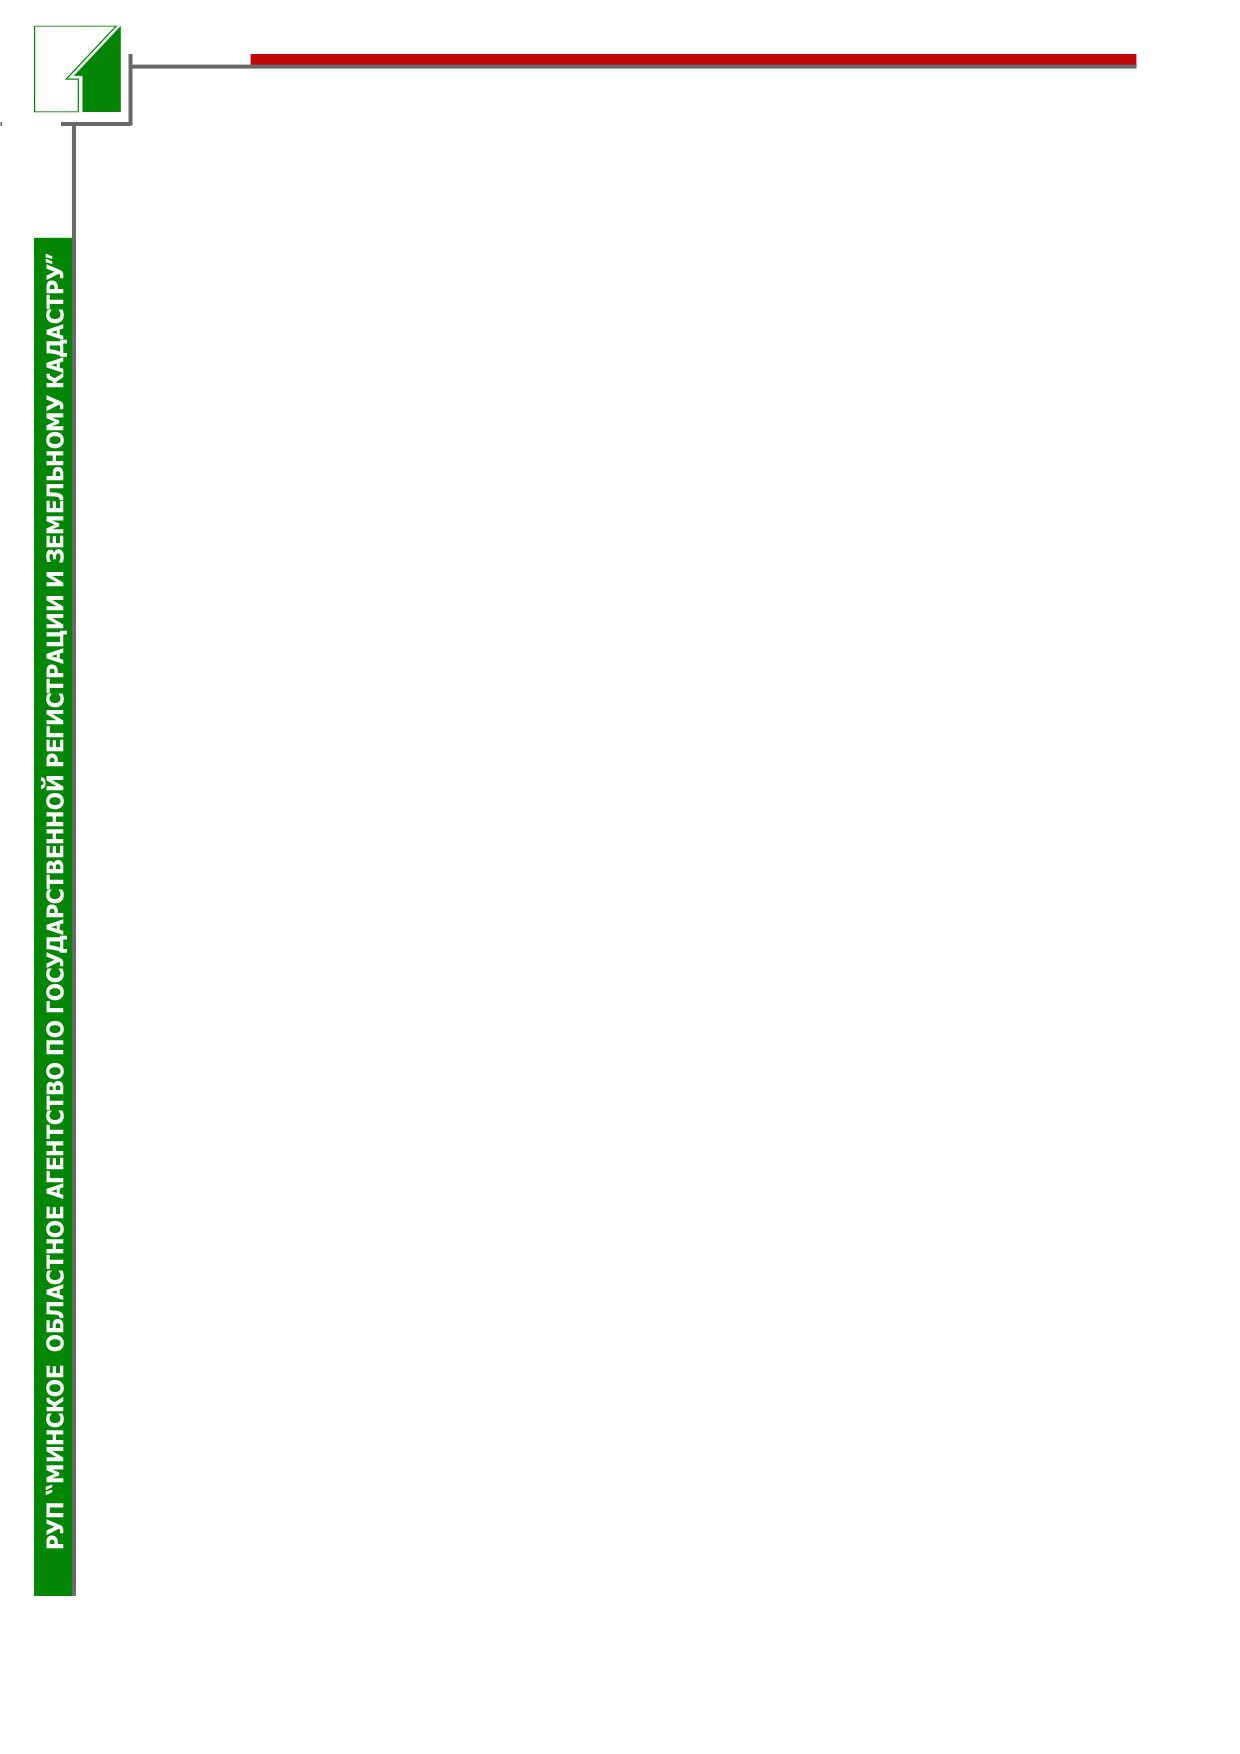 РУП “МИНСКОЕ  ОБЛАСТНОЕ АГЕНТСТВО ПО ГОСУДАРСТВЕННОЙ РЕГИСТРАЦИИ И ЗЕМЕЛЬНОМУ КАДАСТРУ”